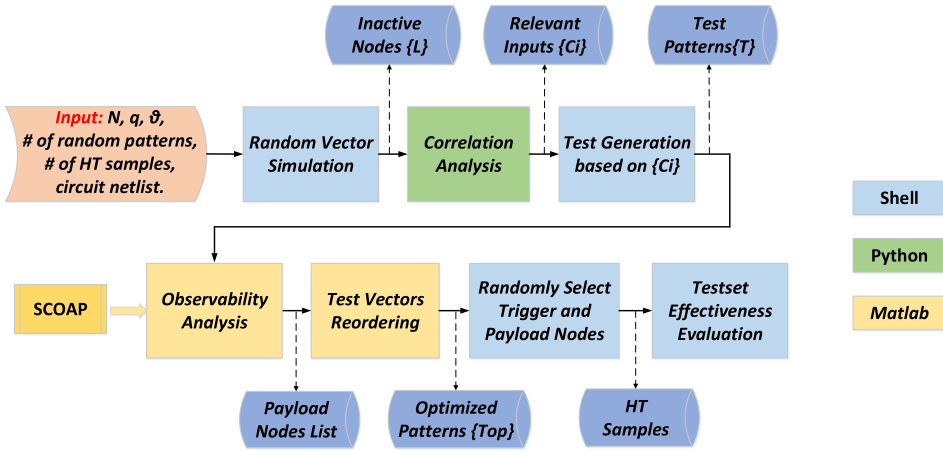 Inactive
Nodes {L}
Relevant
Inputs {Ci}
Test
Patterns{T}
Input: N, q, ϑ,
# of random patterns,
# of HT samples,
circuit netlist.
Random Vector
Simulation
Correlation
Analysis
Test Generation
based on {Ci}
Shell
Python
Matlab
SCOAP
Observability
Analysis
Test Vectors
Reordering
Randomly Select
Trigger and
Payload Nodes
Testset
Effectiveness
Evaluation
Payload
Nodes List
Optimized
Patterns {Top}
HT
Samples